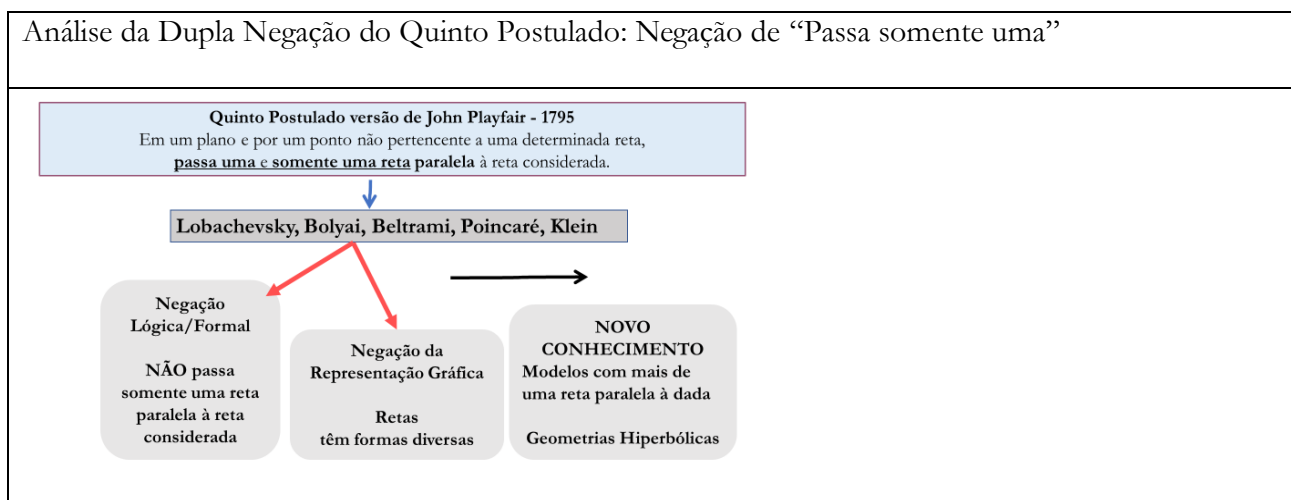 Análise da Dupla Negação do Quinto Postulado: Negação de “Passa somente uma”
Quinto Postulado versão de John Playfair - 1795
Em um plano e por um ponto não pertencente a uma determinada reta,
passa uma e somente uma reta paralela à reta considerada.
Lobachevsky, Bolyai, Beltrami, Poincaré, Klein
Negação
Lógica/Formal
NÃO passa
somente uma reta
paralela à reta
considerada
Negação da
Representação Gráfica
Retas
têm formas diversas
NOVO
CONHECIMENTO
Modelos com mais de
uma reta paralela à dada
Geometrias Hiperbólicas